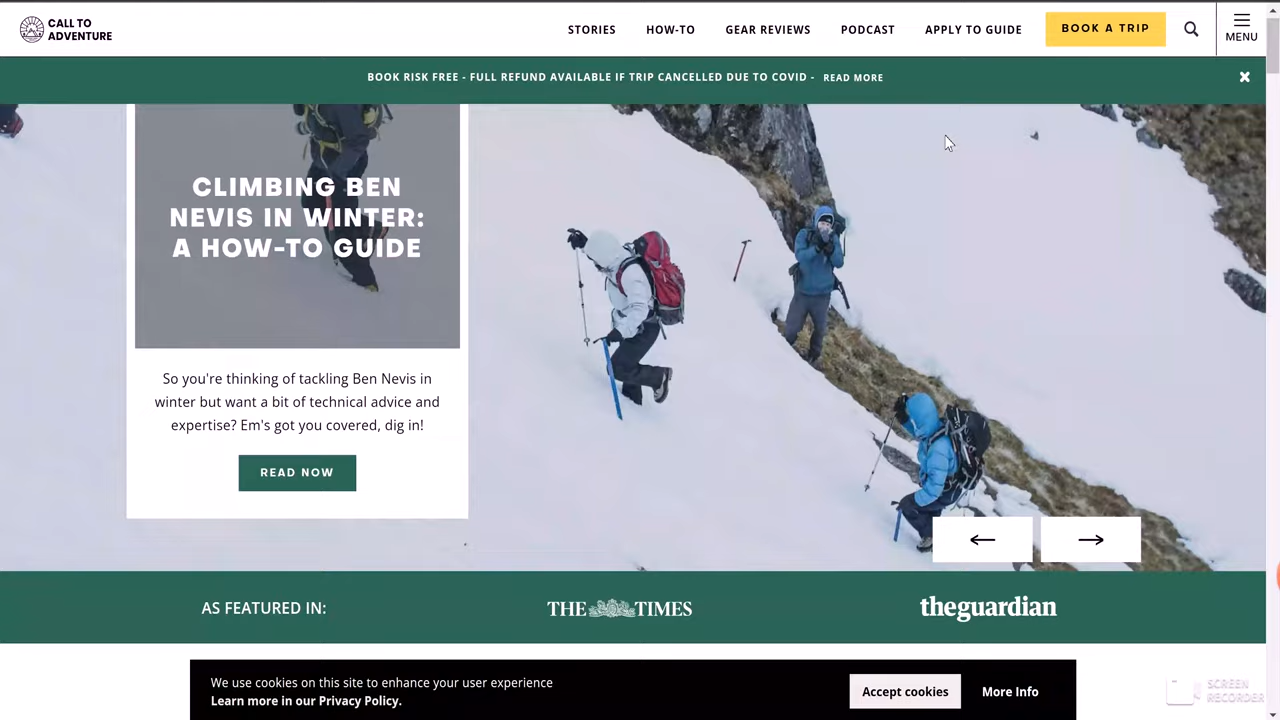 CALL TO
ADVENTURE
STORIES
HOW-TO
GEAR REVIEWS
PODCAST
APPLY TO GUIDE
BOOK A TRIP
MENU
BOOK RISK FREE - FULL REFUND AVAILABLE IF TRIP CANCELLED DUE TO COVID - READ MORE
CLIMBING BEN
NEVIS IN WINTER:
A HOW-TO GUIDE
So you're thinking of tackling Ben Nevis in
winter but want a bit of technical advice and
expertise? Em's got you covered, dig in!
READ NOW
AS FEATURED IN:
THE TIMES
theguardian
We use cookies on this site to enhance your user experience
Learn more in our Privacy Policy.
Accept cookies
More Info
SCREEN
RECORDER